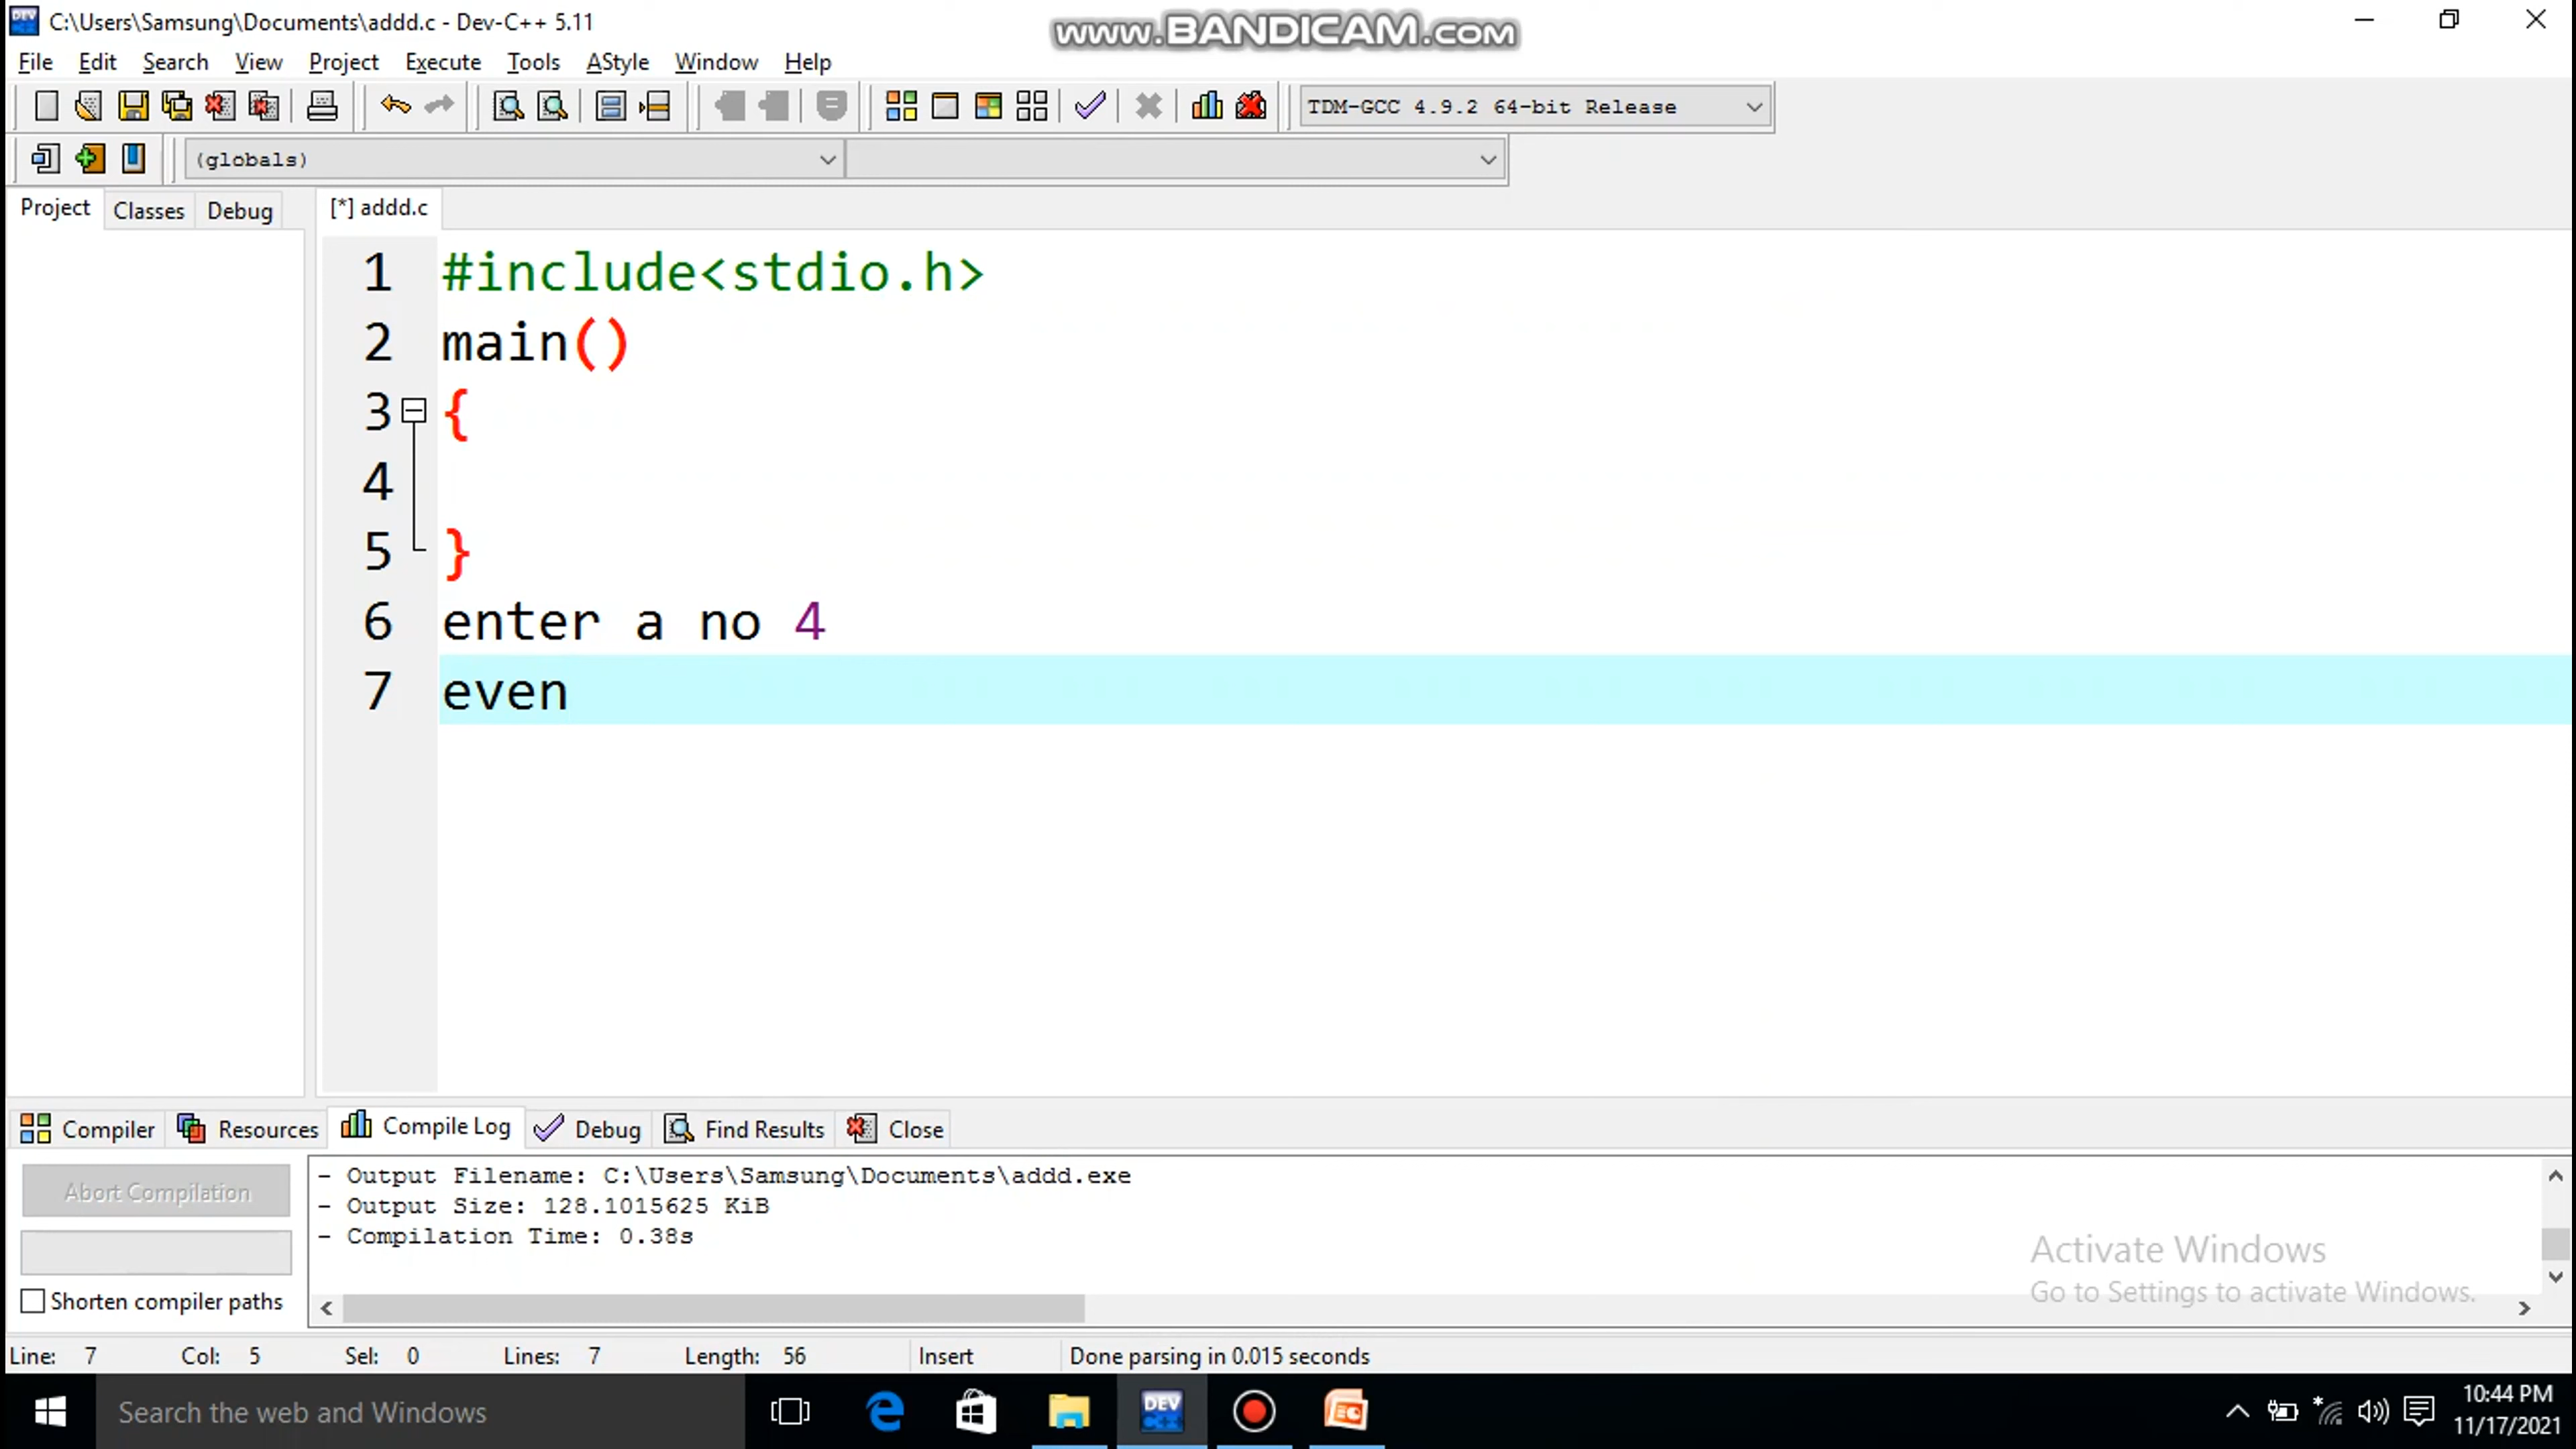 C:\Users\Samsung\Documents\addd.c - Dev-C++ 5.11
www.BANDICAM.com
File Edit Search View Project Execute Tools AStyle Window Help
TDM-GCC 4.9.2 64-bit Release
(globals)
Project Classes Debug [*] addd.c
1 #include<stdio.h>
2 main()
3 {
4
5 }
6 enter a no 4
7 even
Compiler Resources Compile Log Debug Find Results Close
Abort Compilation
Shorten compiler paths
- Output Filename: C:\Users\Samsung\Documents\addd.exe
- Output Size: 128.1015625 KiB
- Compilation Time: 0.38s
Activate Windows
Go to Settings to activate Windows.
Line: 7 Col: 5 Sel: 0 Lines: 7 Length: 56 Insert Done parsing in 0.015 seconds
Search the web and Windows
DEV C++
10:44 PM
11/17/2021